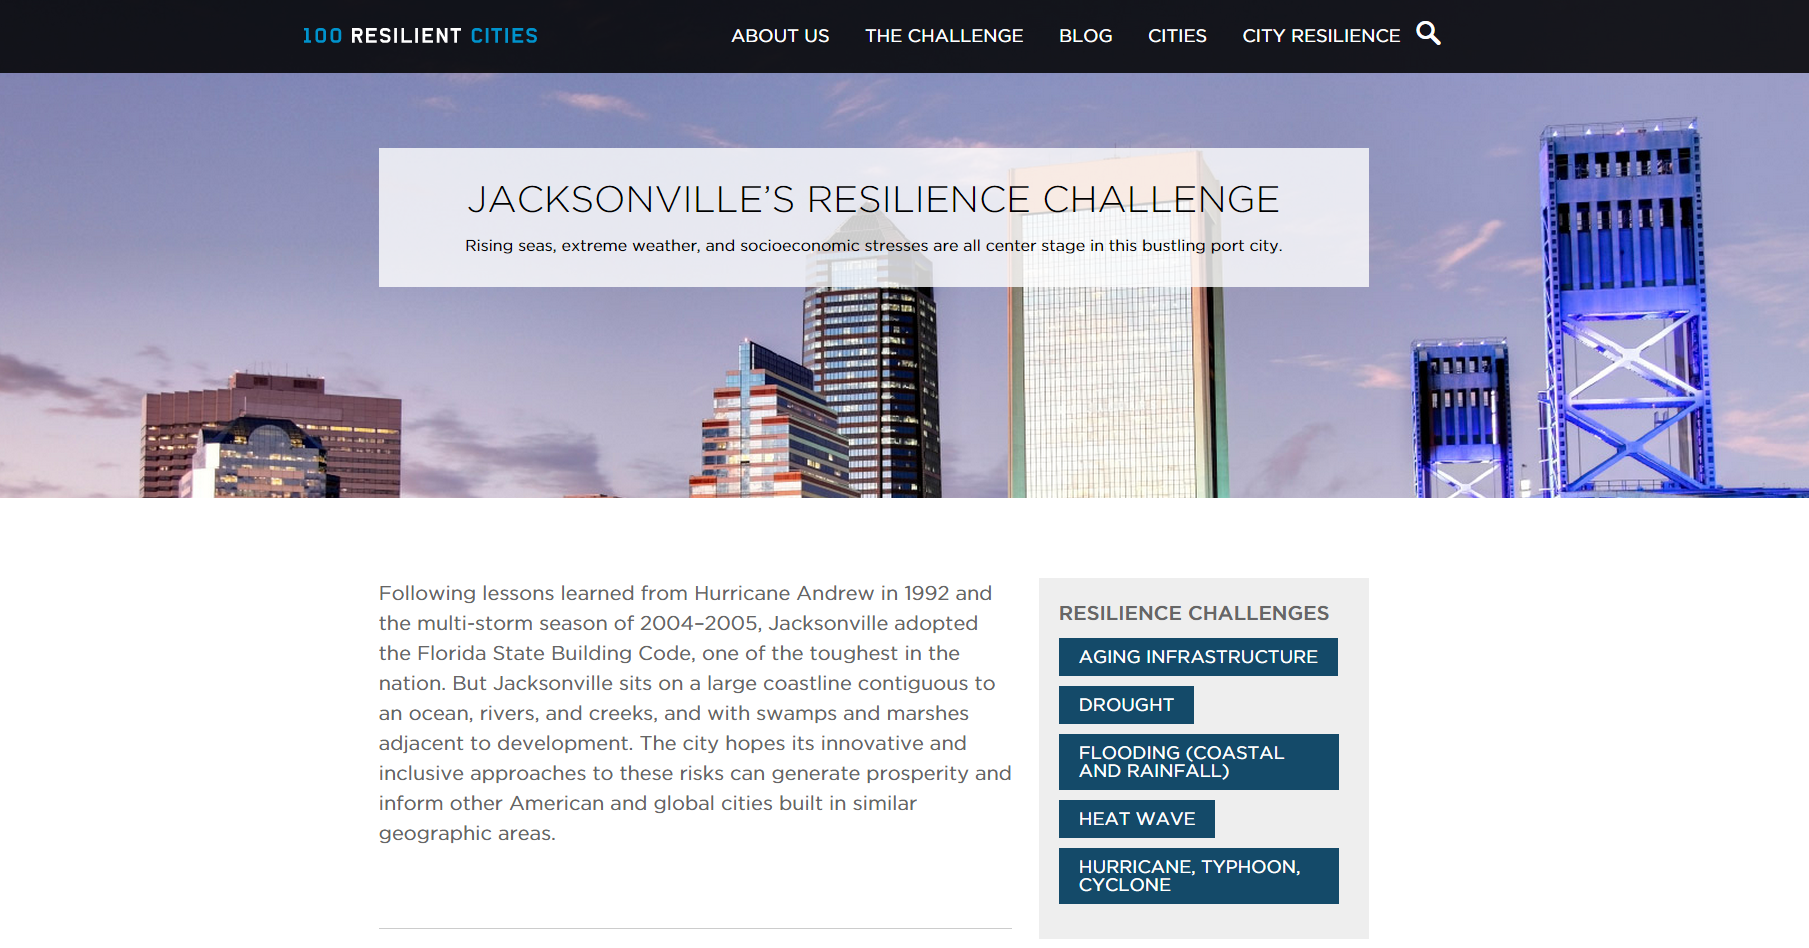 100 RESILIENT CITIES
ABOUT US
THE CHALLENGE
BLOG
CITIES
CITY RESILIENCE
JACKSONVILLE’S RESILIENCE CHALLENGE
Rising seas, extreme weather, and socioeconomic stresses are all center stage in this bustling port city.
Following lessons learned from Hurricane Andrew in 1992 and
the multi-storm season of 2004–2005, Jacksonville adopted
the Florida State Building Code, one of the toughest in the
nation. But Jacksonville sits on a large coastline contiguous to
an ocean, rivers, and creeks, and with swamps and marshes
adjacent to development. The city hopes its innovative and
inclusive approaches to these risks can generate prosperity and
inform other American and global cities built in similar
geographic areas.
RESILIENCE CHALLENGES
AGING INFRASTRUCTURE
DROUGHT
FLOODING (COASTAL
AND RAINFALL)
HEAT WAVE
HURRICANE, TYPHOON,
CYCLONE